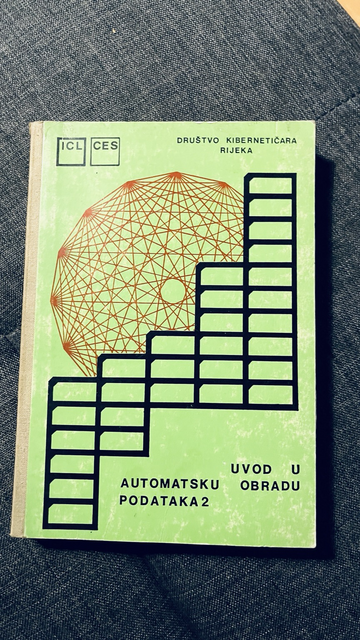 ICL CES
DRUŠTVO KIBERNETIČARA
RIJEKA
UVOD U
AUTOMATSKU OBRADU
PODATAKA 2